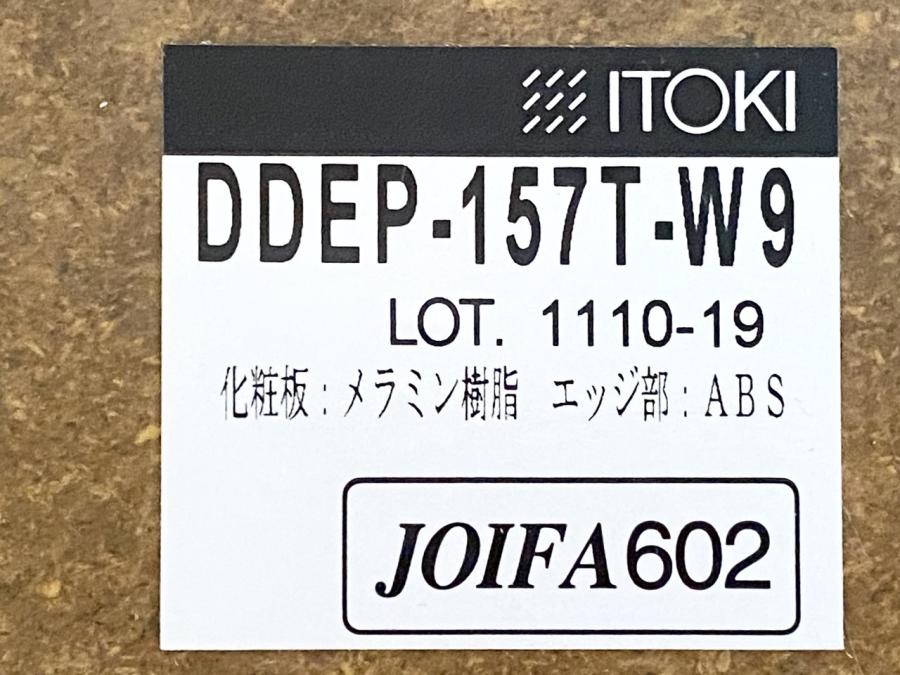 ITOKI
DDEP-157T-W9
LOT. 1110-19
化粧板：メラミン樹脂　エッジ部：ABS
JOIFA602